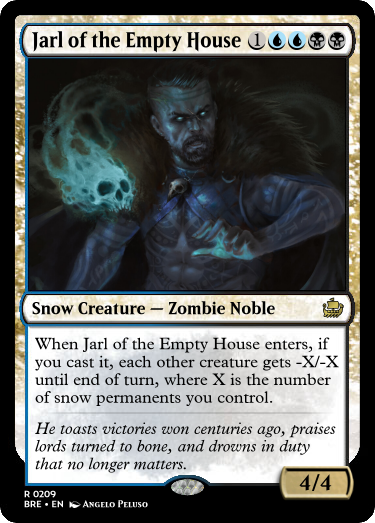 Jarl of the Empty House 1
Snow Creature — Zombie Noble
When Jarl of the Empty House enters, if
you cast it, each other creature gets -X/-X
until end of turn, where X is the number
of snow permanents you control.
He toasts victories won centuries ago, praises
lords turned to bone, and drowns in duty
that no longer matters.
4/4
R 0209
BRE • EN Angelo Peluso